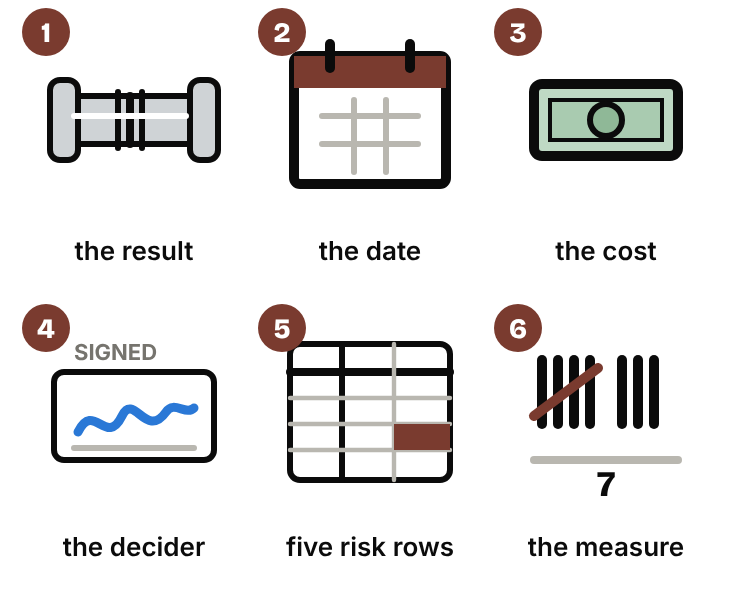 1 2 3
the result the date the cost
4 5 6
SIGNED
the decider five risk rows the measure
7